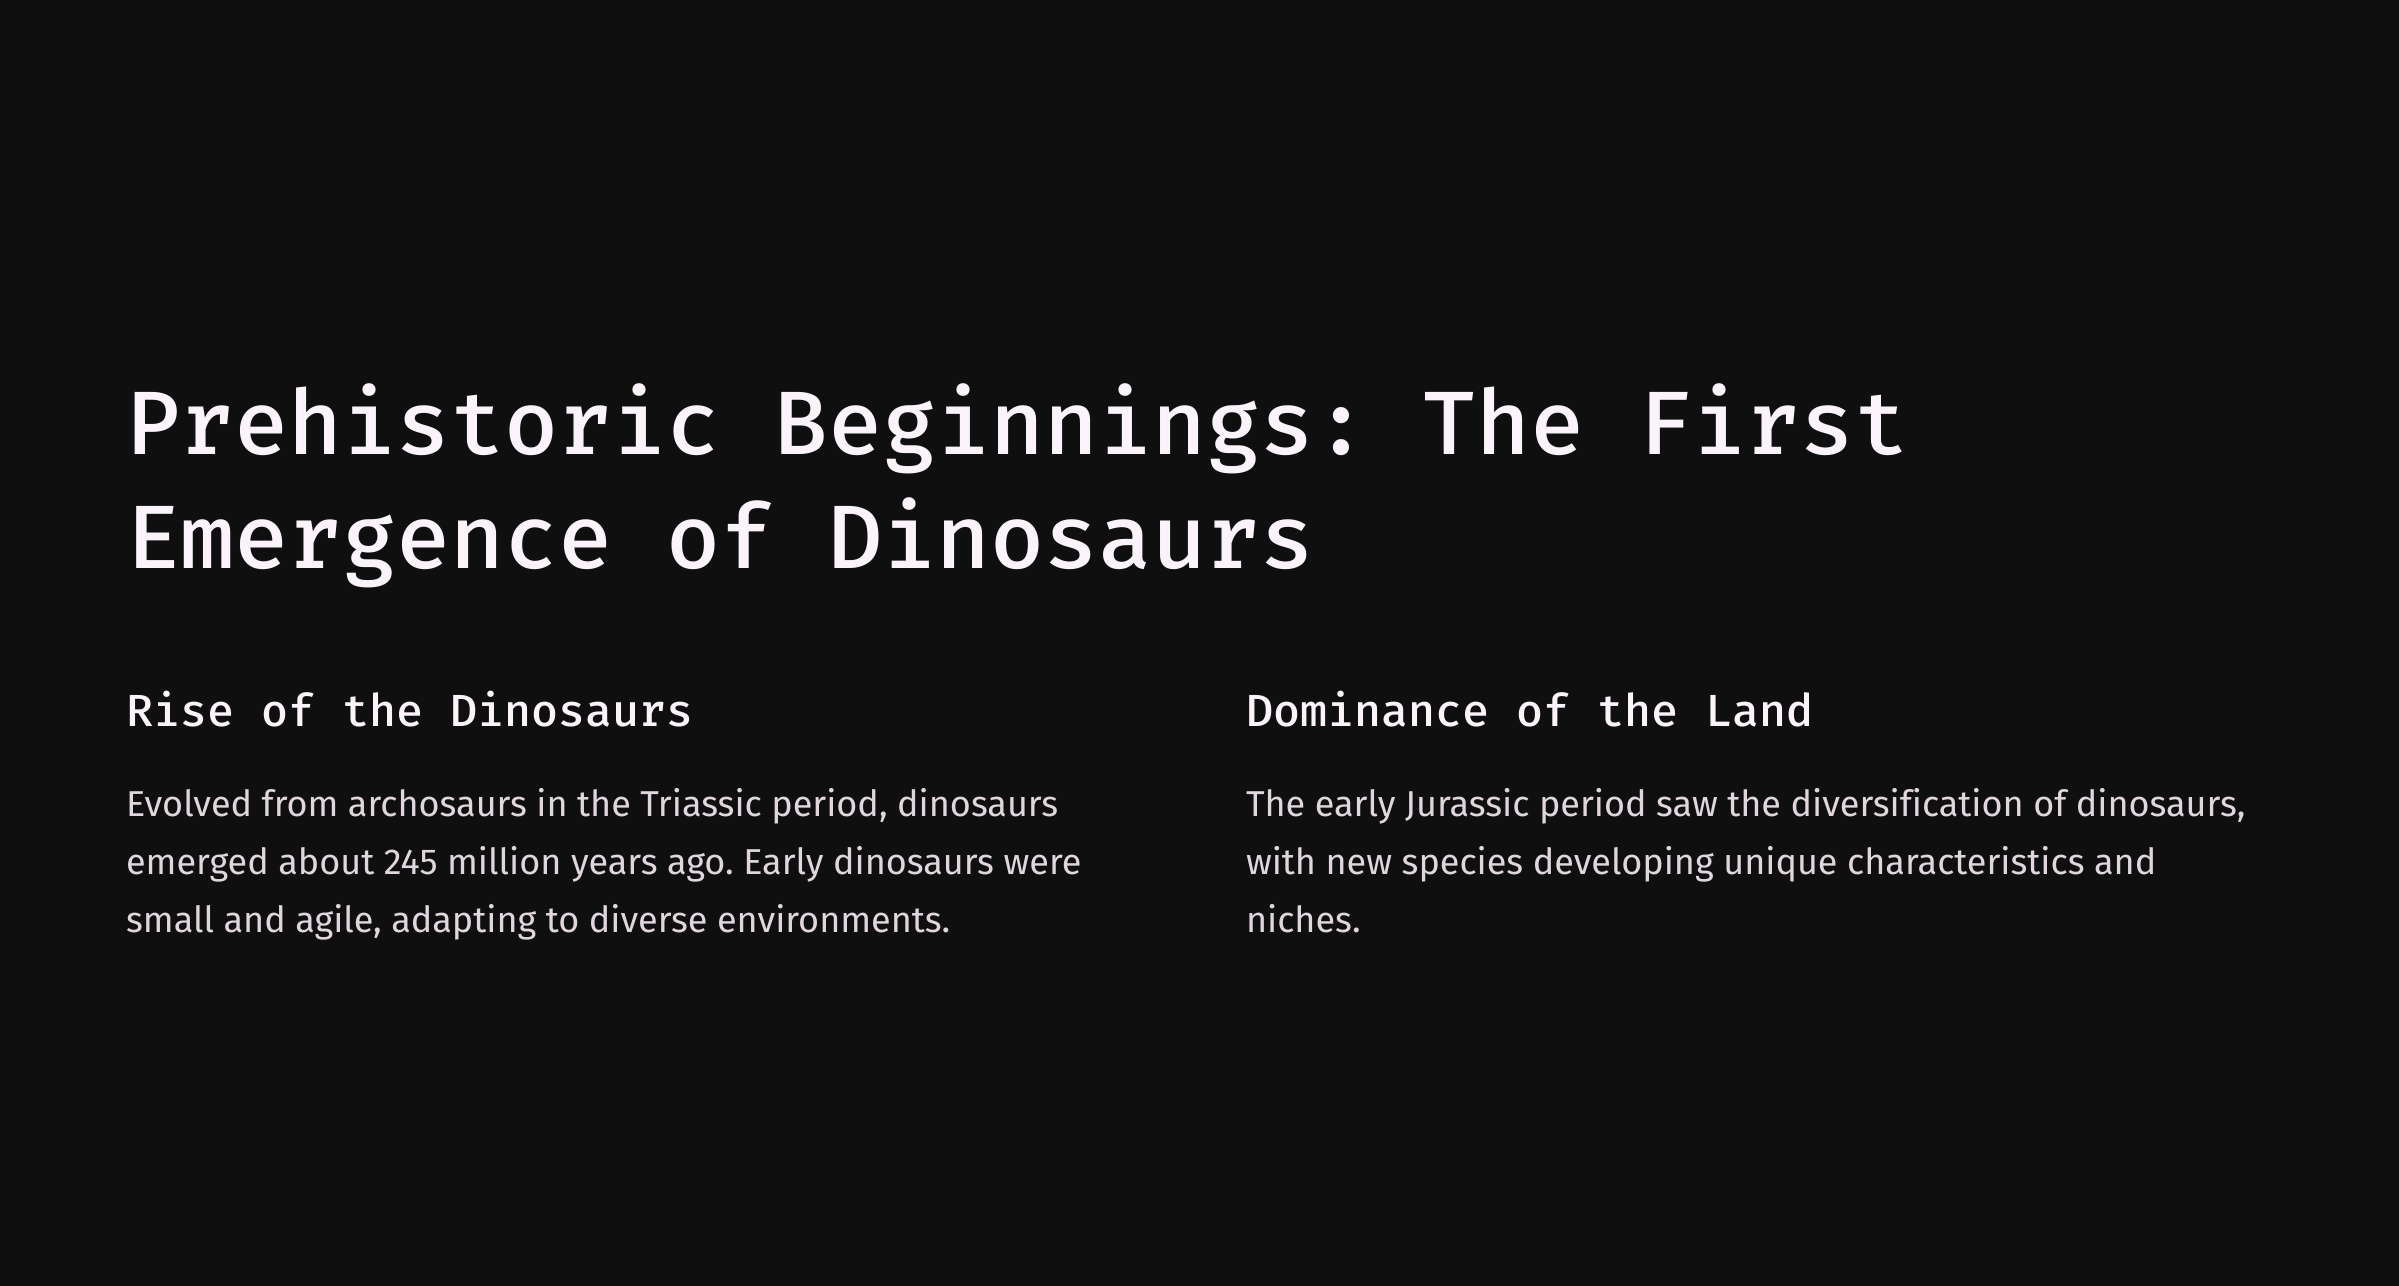 Prehistoric Beginnings: The First
Emergence of Dinosaurs
Rise of the Dinosaurs
Evolved from archosaurs in the Triassic period, dinosaurs
emerged about 245 million years ago. Early dinosaurs were
small and agile, adapting to diverse environments.
Dominance of the Land
The early Jurassic period saw the diversification of dinosaurs,
with new species developing unique characteristics and
niches.